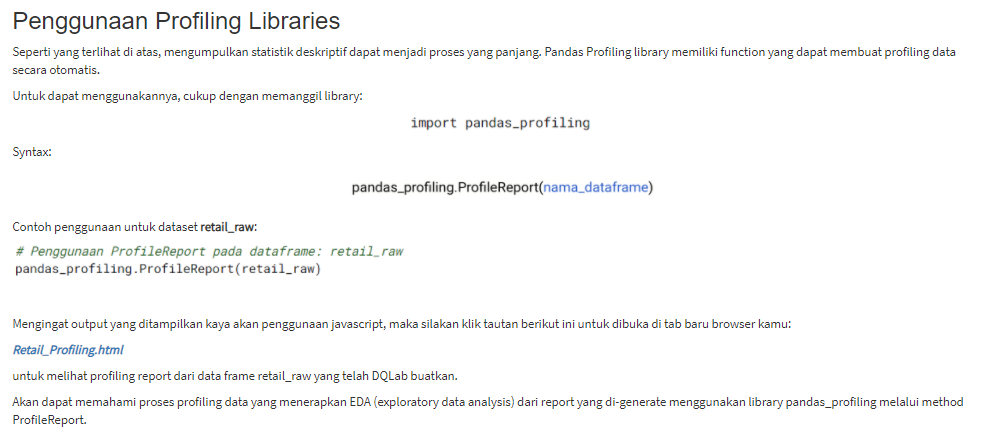 Penggunaan Profiling Libraries
Seperti yang terlihat di atas, mengumpulkan statistik deskriptif dapat menjadi proses yang panjang. Pandas Profiling library memiliki function yang dapat membuat profiling data
secara otomatis.
Untuk dapat menggunakannya, cukup dengan memanggil library:
import pandas_profiling
Syntax:
pandas_profiling.ProfileReport(nama_dataframe)
Contoh penggunaan untuk dataset retail_raw:
# Penggunaan ProfileReport pada dataframe: retail_raw
pandas_profiling.ProfileReport(retail_raw)
Mengingat output yang ditampilkan kaya akan penggunaan javascript, maka silakan klik tautan berikut ini untuk dibuka di tab baru browser kamu:
Retail_Profiling.html
untuk melihat profiling report dari data frame retail_raw yang telah DQLab buatkan.
Akan dapat memahami proses profiling data yang menerapkan EDA (exploratory data analysis) dari report yang di-generate menggunakan library pandas_profiling melalui method
ProfileReport.